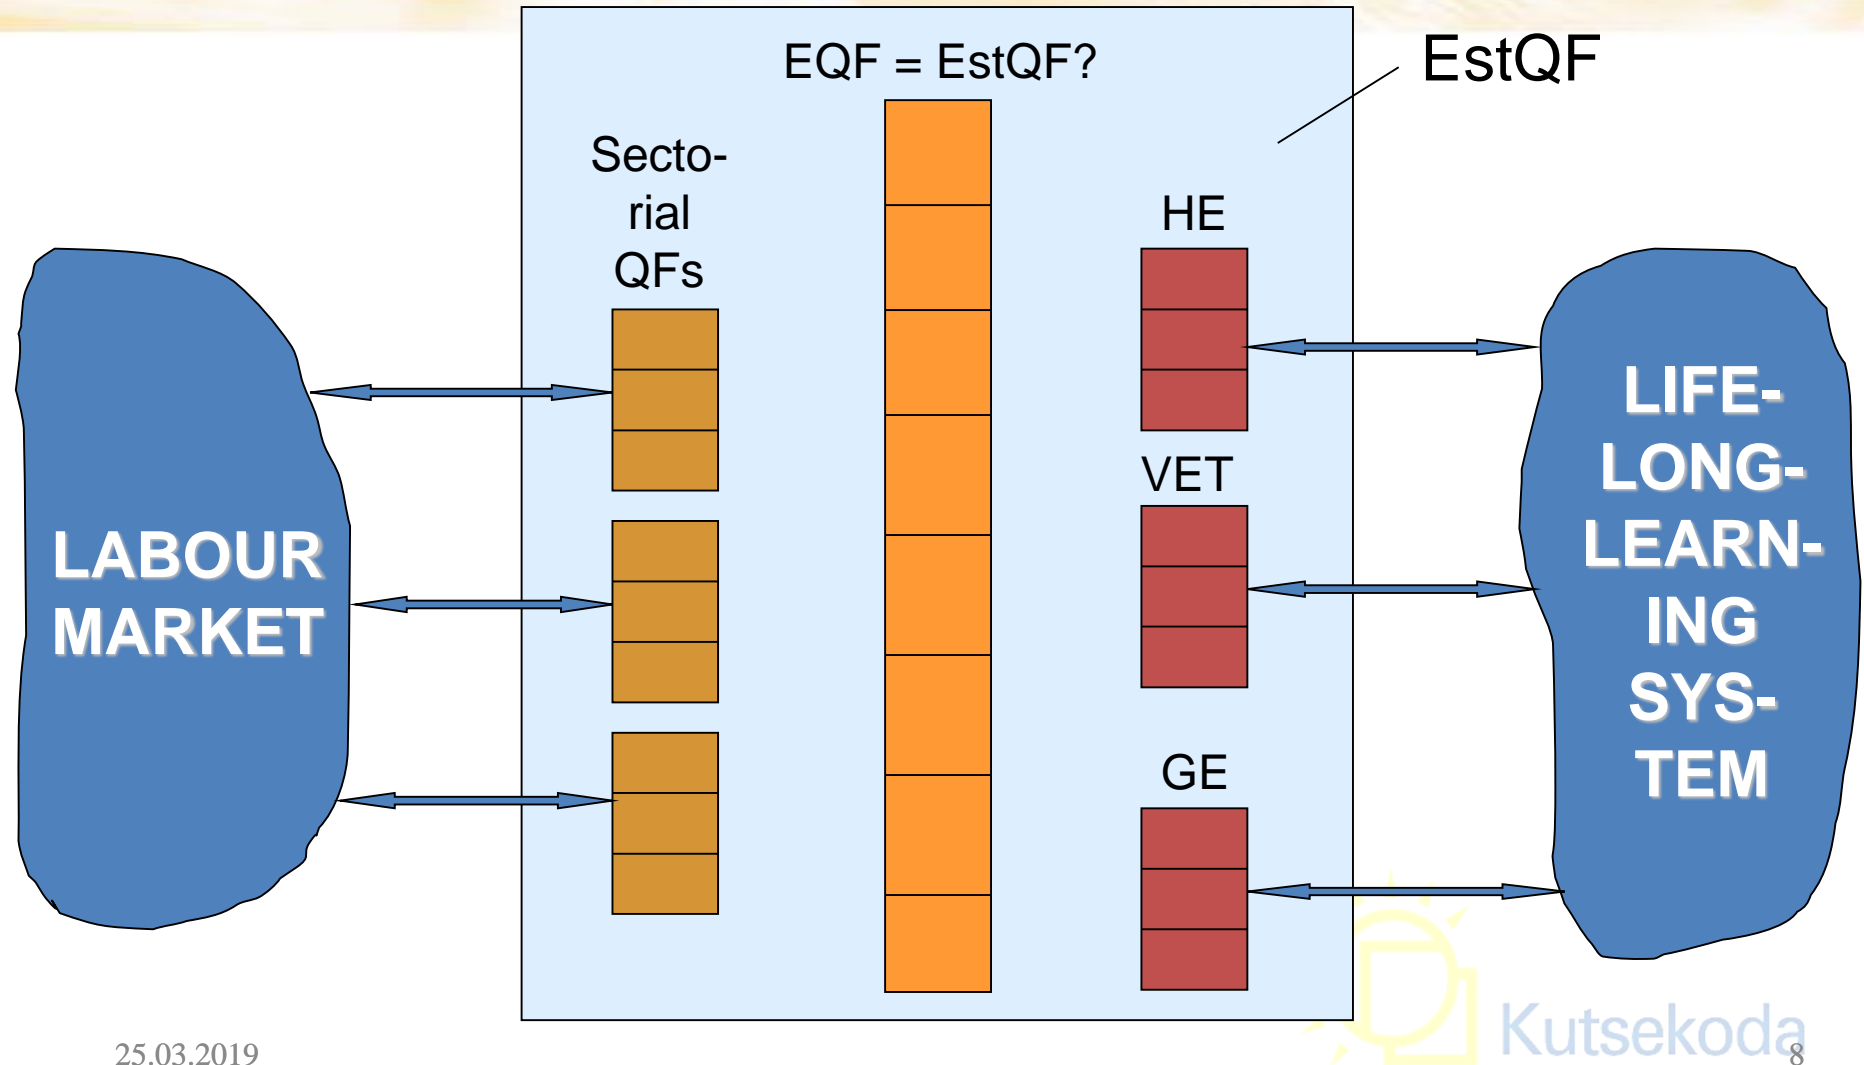 EQF = EstQF?
EstQF
Secto-
rial
QFs
HE
VET
GE
LABOUR
MARKET
LIFE-
LONG-
LEARN-
ING
SYS-
TEM
Kutsekoda
25.03.2019
8